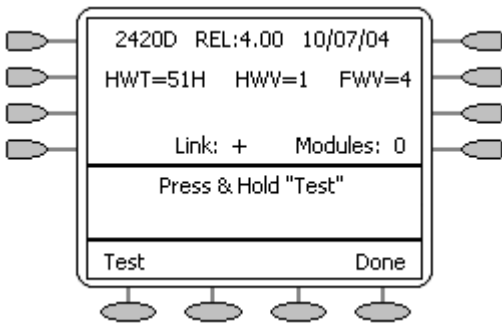 2420D REL:4.00 10/07/04
HWT=51H HWV=1 FWV=4
Link: + Modules: 0
Press & Hold "Test"
Test Done